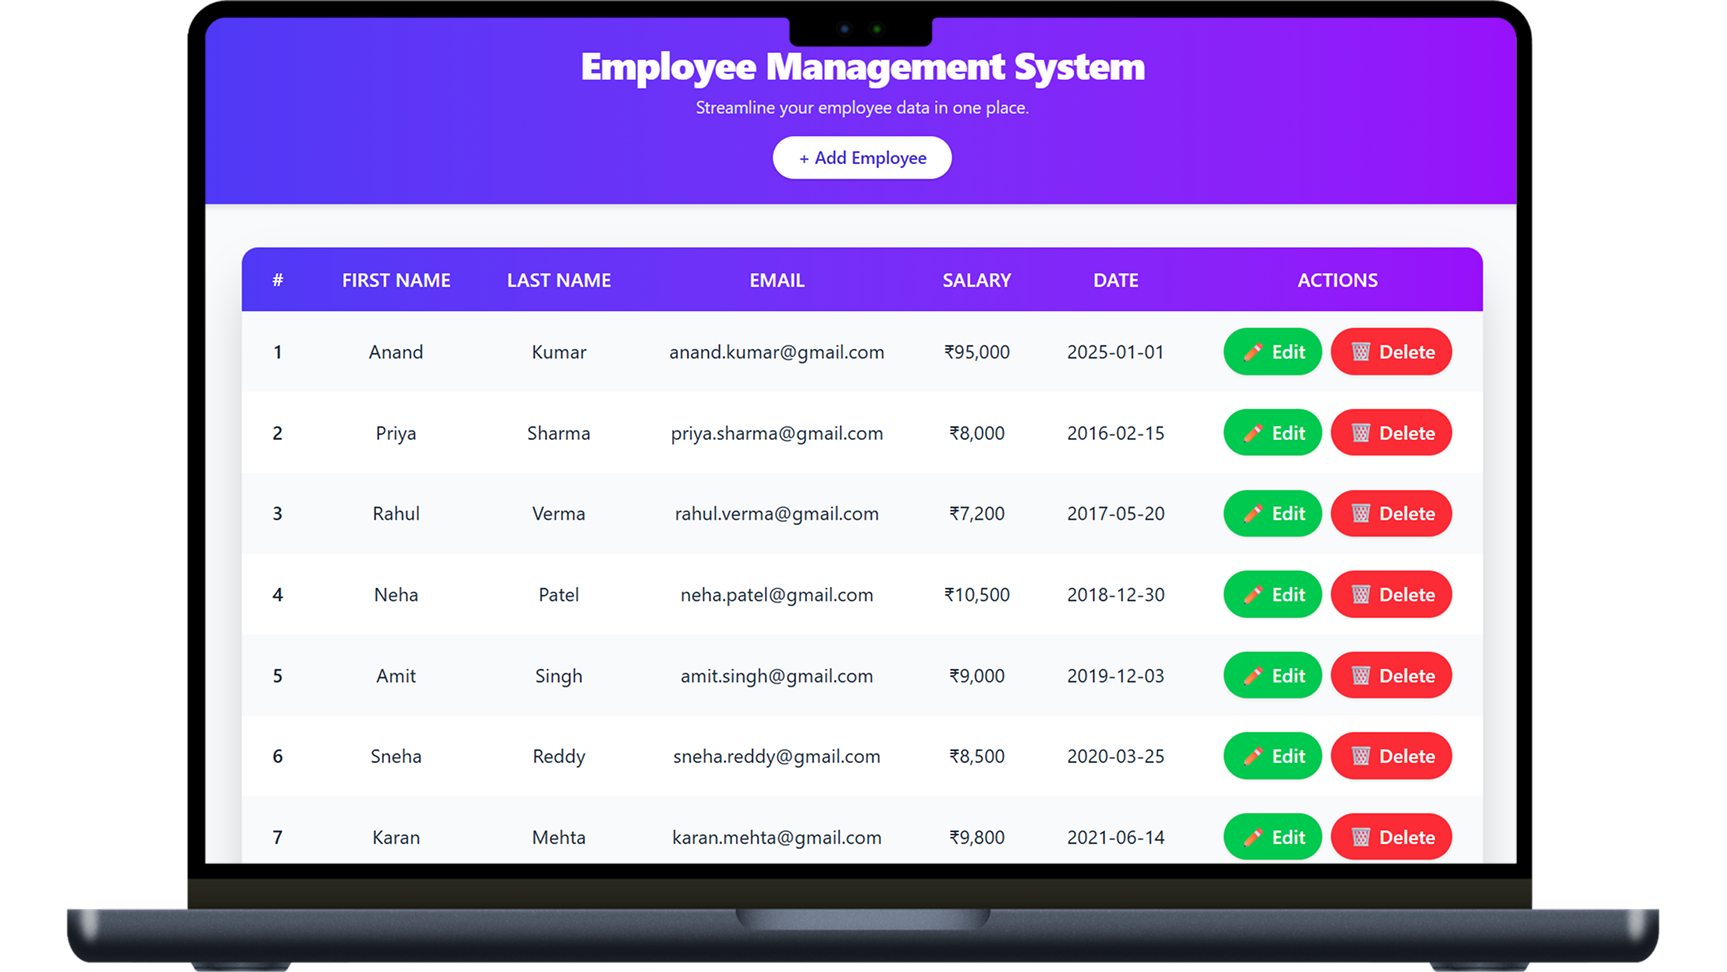 Employee Management System
Streamline your employee data in one place.
+ Add Employee
# FIRST NAME LAST NAME EMAIL SALARY DATE ACTIONS
1 Anand Kumar anand.kumar@gmail.com ₹95,000 2025-01-01 Edit Delete
2 Priya Sharma priya.sharma@gmail.com ₹8,000 2016-02-15 Edit Delete
3 Rahul Verma rahul.verma@gmail.com ₹7,200 2017-05-20 Edit Delete
4 Neha Patel neha.patel@gmail.com ₹10,500 2018-12-30 Edit Delete
5 Amit Singh amit.singh@gmail.com ₹9,000 2019-12-03 Edit Delete
6 Sneha Reddy sneha.reddy@gmail.com ₹8,500 2020-03-25 Edit Delete
7 Karan Mehta karan.mehta@gmail.com ₹9,800 2021-06-14 Edit Delete